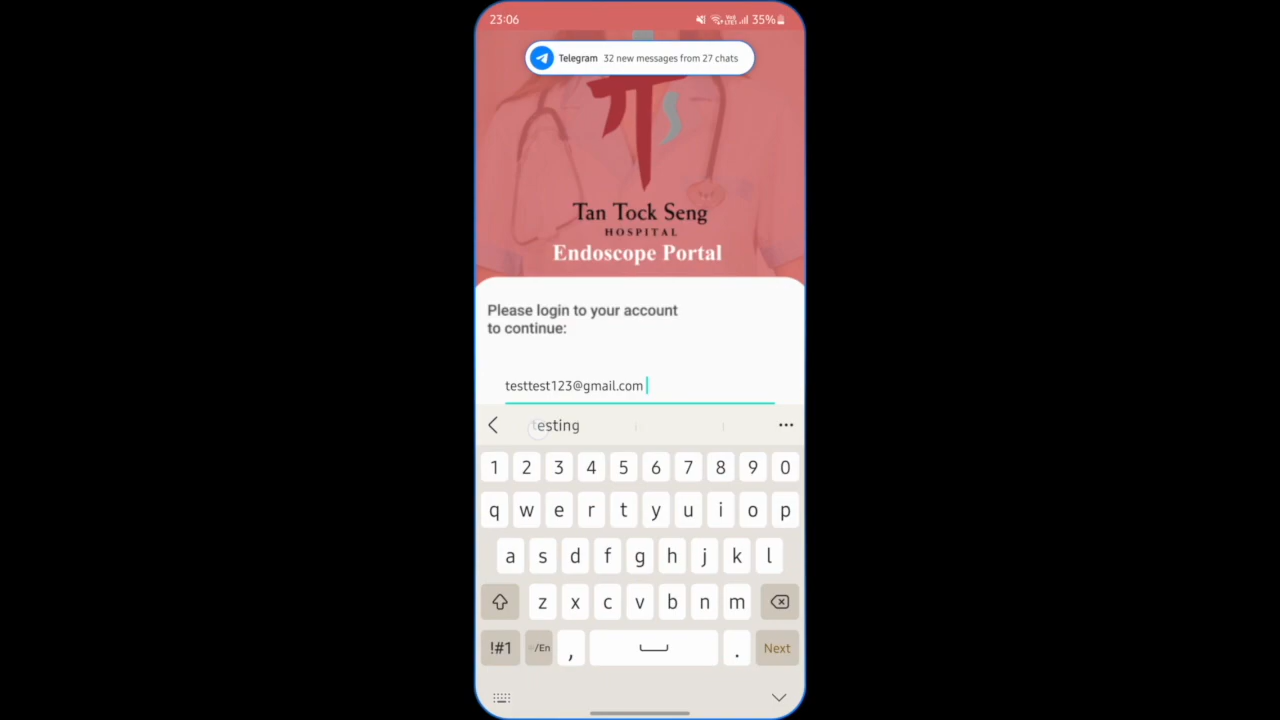 23:06 35%
Telegram 32 new messages from 27 chats
Tan Tock Seng
HOSPITAL
Endoscope Portal
Please login to your account
to continue:
testtest123@gmail.com
testing
1 2 3 4 5 6 7 8 9 0
q w e r t y u i o p
a s d f g h j k l
z x c v b n m
!#1 /En , . Next